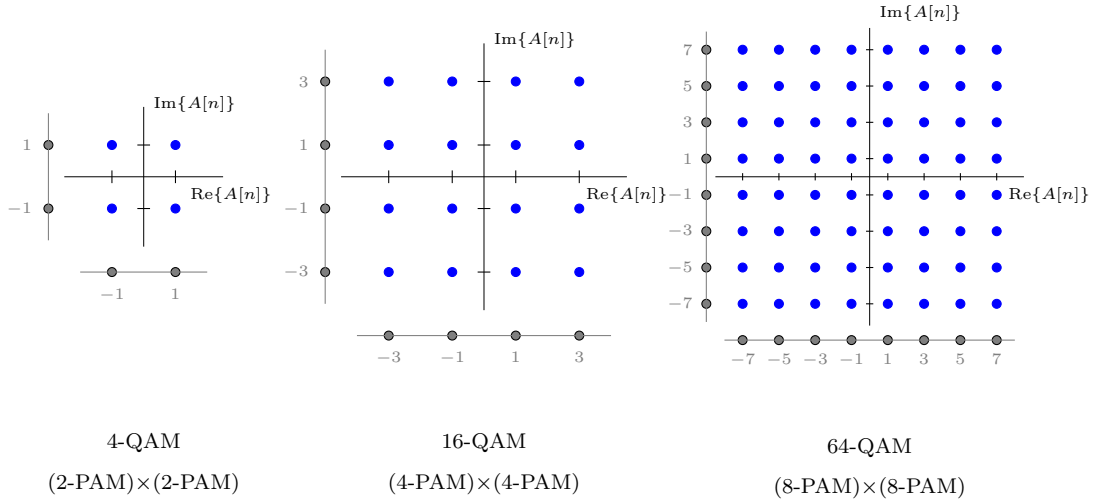 Im{A[n]}
1
−1
Re{A[n]}
−1 1
4-QAM
(2-PAM)×(2-PAM)
Im{A[n]}
3
1
−1
−3
Re{A[n]}
−3 −1 1 3
16-QAM
(4-PAM)×(4-PAM)
Im{A[n]}
7
5
3
1
−1
−3
−5
−7
Re{A[n]}
−7 −5 −3 −1 1 3 5 7
64-QAM
(8-PAM)×(8-PAM)